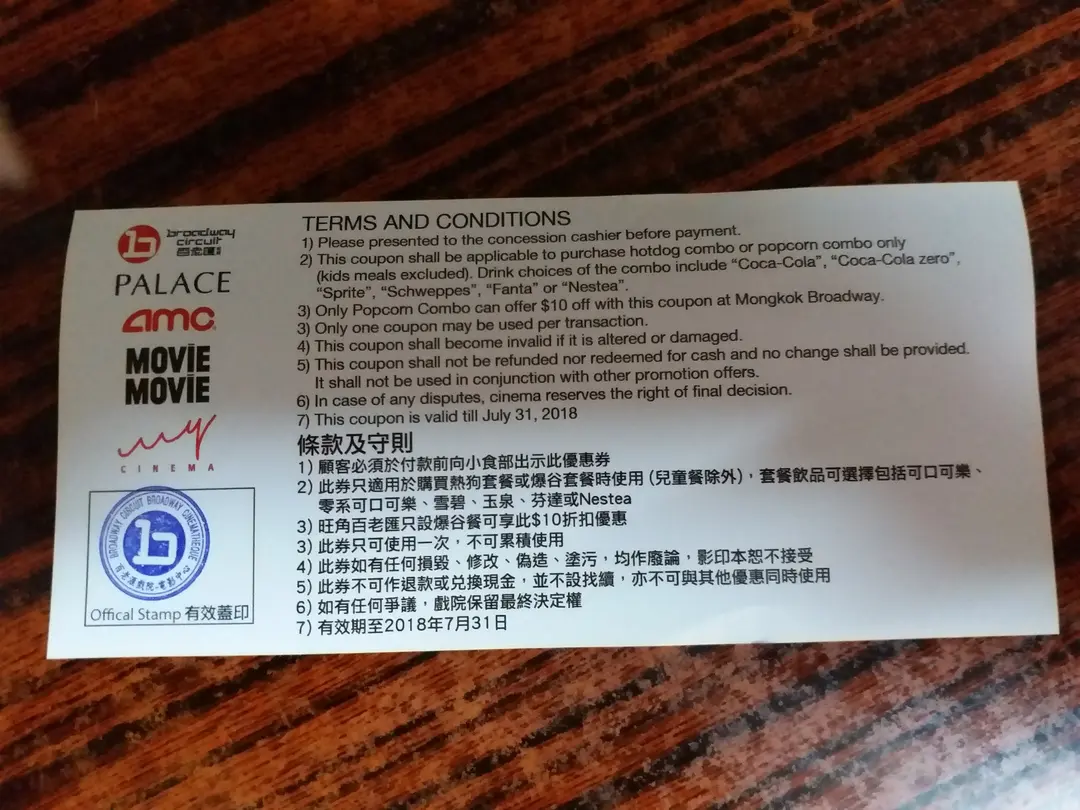 broadway
circuit
百老匯院線
PALACE
amc
MOViE
MOViE
my
CINEMA
BROADWAY CIRCUIT BROADWAY CINEMATHEQUE
百老滙戲院‧電影中心
Offical Stamp 有效蓋印
TERMS AND CONDITIONS
1) Please presented to the concession cashier before payment.
2) This coupon shall be applicable to purchase hotdog combo or popcorn combo only
(kids meals excluded). Drink choices of the combo include “Coca-Cola”, “Coca-Cola zero”,
“Sprite”, “Schweppes”, “Fanta” or “Nestea”.
3) Only Popcorn Combo can offer $10 off with this coupon at Mongkok Broadway.
3) Only one coupon may be used per transaction.
4) This coupon shall become invalid if it is altered or damaged.
5) This coupon shall not be refunded nor redeemed for cash and no change shall be provided.
It shall not be used in conjunction with other promotion offers.
6) In case of any disputes, cinema reserves the right of final decision.
7) This coupon is valid till July 31, 2018
條款及守則
1) 顧客必須於付款前向小食部出示此優惠券
2) 此券只適用於購買熱狗套餐或爆谷套餐時使用 (兒童餐除外)，套餐飲品可選擇包括可口可樂、
零系可口可樂、雪碧、玉泉、芬達或Nestea
3) 旺角百老匯只設爆谷餐可享此$10折扣優惠
3) 此券只可使用一次，不可累積使用
4) 此券如有任何損毀、修改、偽造、塗污，均作廢論，影印本恕不接受
5) 此券不可作退款或兌換現金，並不設找續，亦不可與其他優惠同時使用
6) 如有任何爭議，戲院保留最終決定權
7) 有效期至2018年7月31日